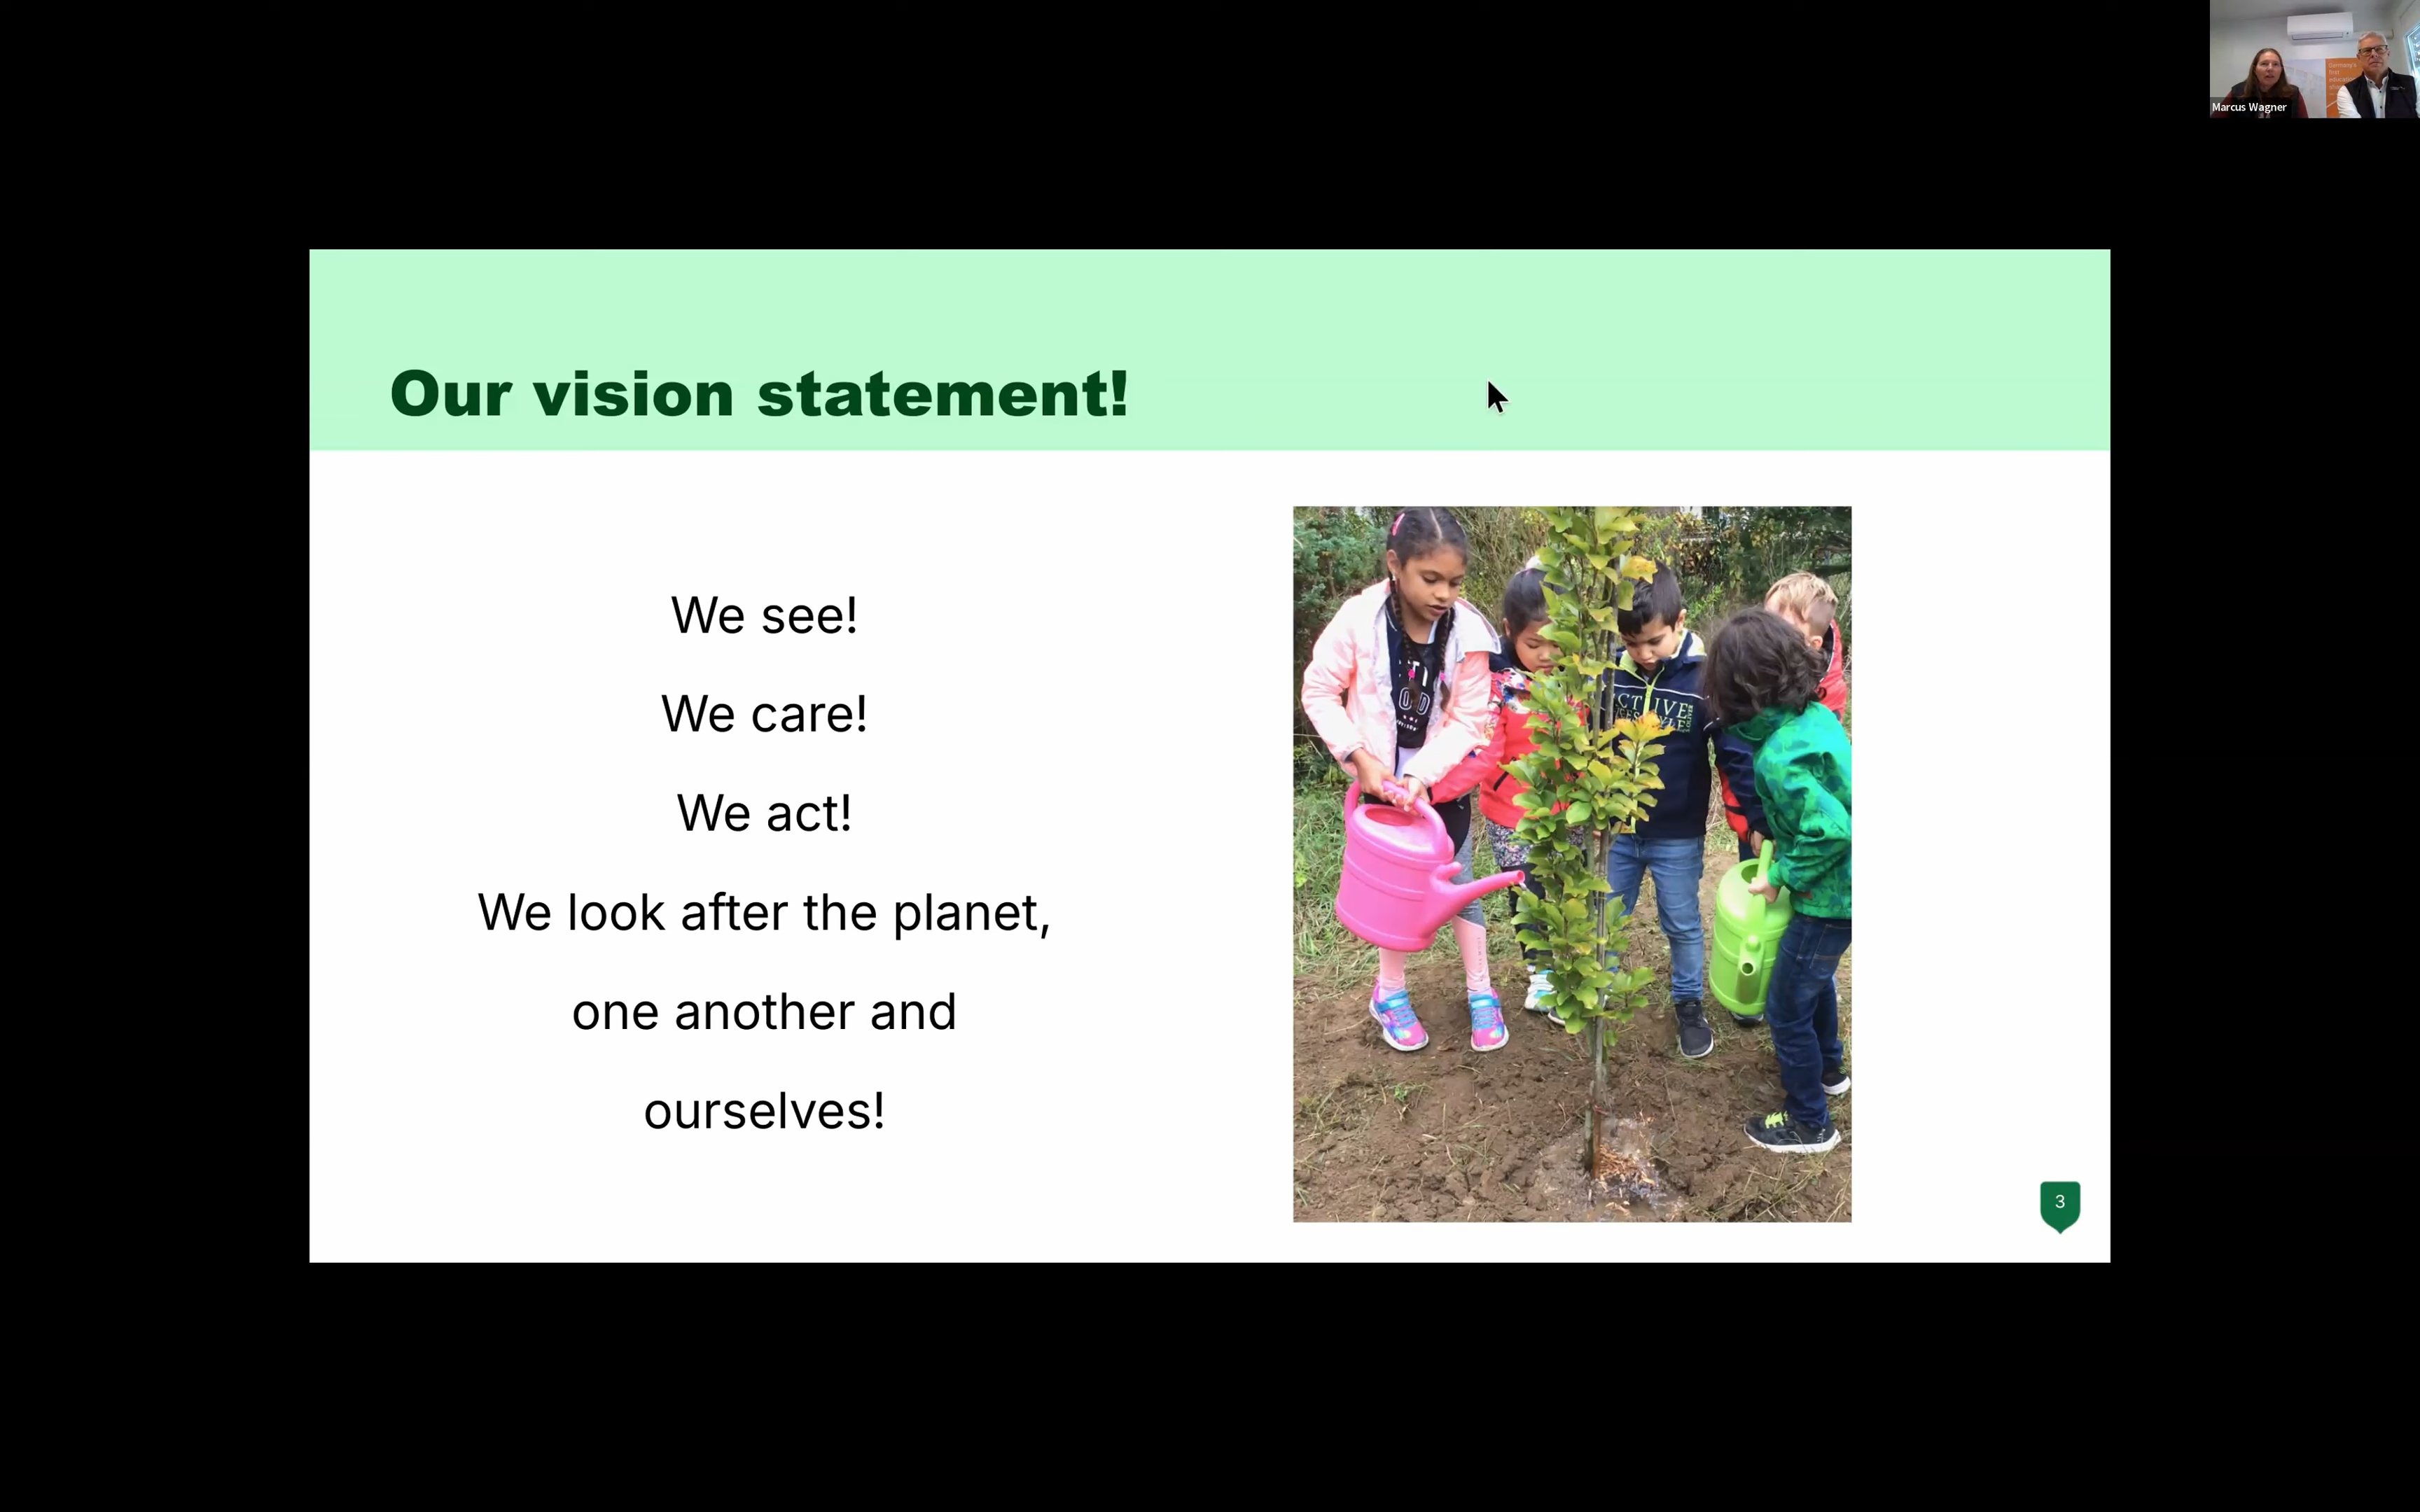 Marcus Wagner
Our vision statement!
We see!
We care!
We act!
We look after the planet,
one another and
ourselves!
3